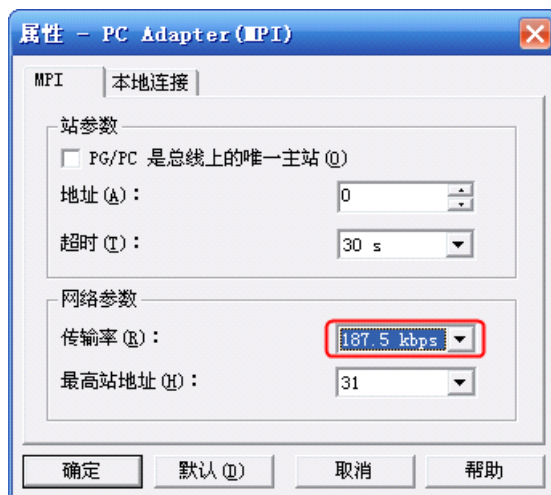 属性 - PC Adapter(MPI)
MPI 本地连接
站参数
PG/PC 是总线上的唯一主站(O)
地址(A)： 0
超时(T)： 30 s
网络参数
传输率(R)： 187.5 kbps
最高站地址(H)： 31
确定 默认(D) 取消 帮助